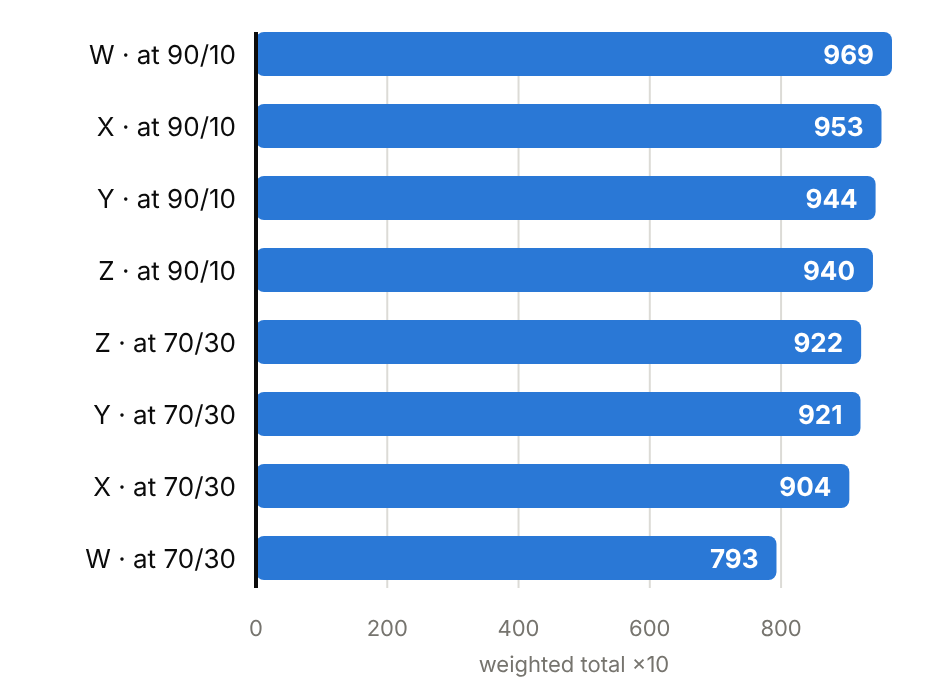 W · at 90/10 969
X · at 90/10 953
Y · at 90/10 944
Z · at 90/10 940
Z · at 70/30 922
Y · at 70/30 921
X · at 70/30 904
W · at 70/30 793
0 200 400 600 800
weighted total ×10